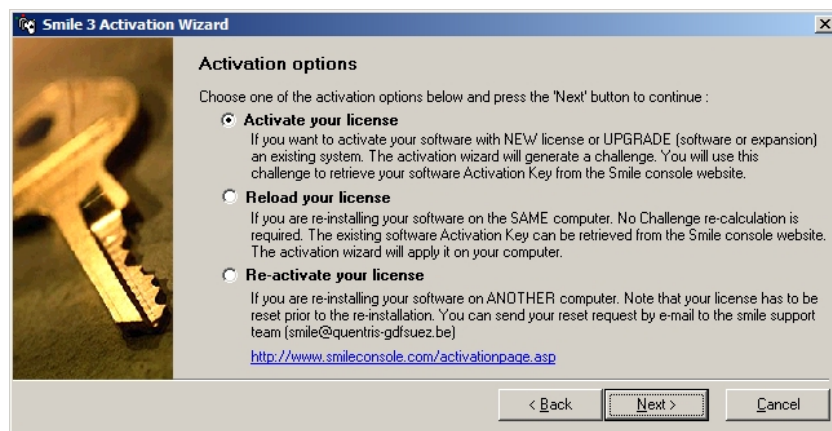 Smile 3 Activation Wizard
Activation options
Choose one of the activation options below and press the 'Next' button to continue :
Activate your license
If you want to activate your software with NEW license or UPGRADE (software or expansion)
an existing system. The activation wizard will generate a challenge. You will use this
challenge to retrieve your software Activation Key from the Smile console website.
Reload your license
If you are re-installing your software on the SAME computer. No Challenge re-calculation is
required. The existing software Activation Key can be retrieved from the Smile console website.
The activation wizard will apply it on your computer.
Re-activate your license
If you are re-installing your software on ANOTHER computer. Note that your license has to be
reset prior to the re-installation. You can send your reset request by e-mail to the smile support
team (smile@quentris-gdfsuez.be)
http://www.smileconsole.com/activationpage.asp
< Back Next > Cancel